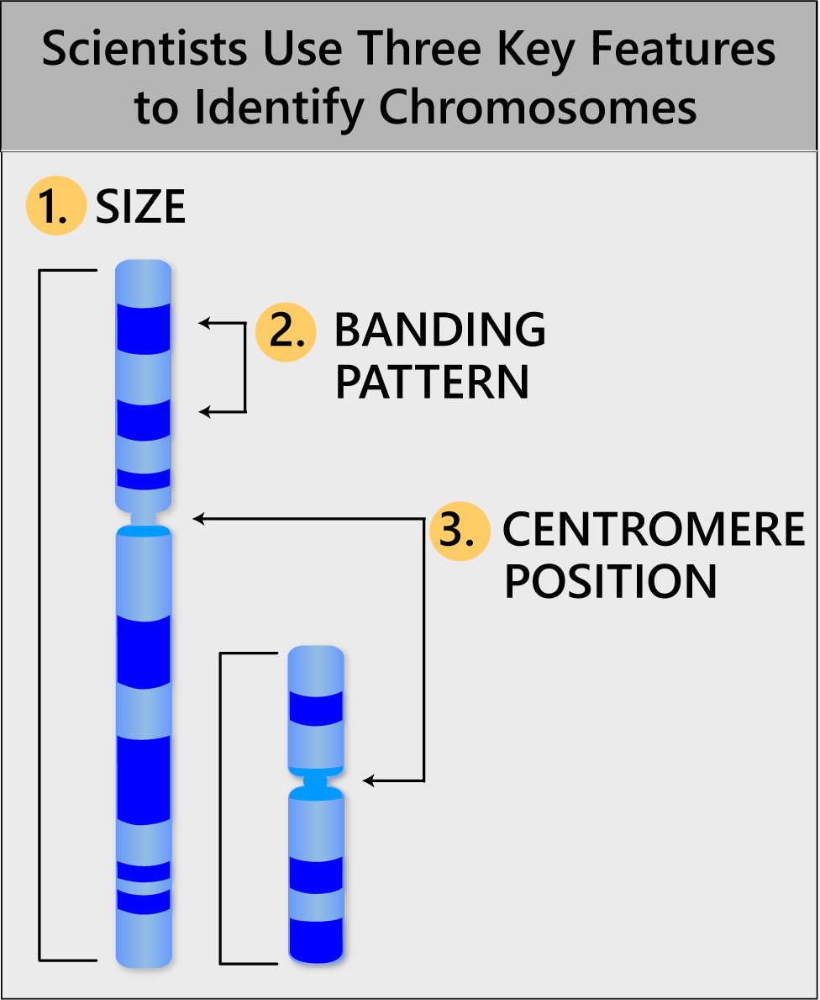 Scientists Use Three Key Features
to Identify Chromosomes
1. SIZE
2. BANDING
PATTERN
3. CENTROMERE
POSITION